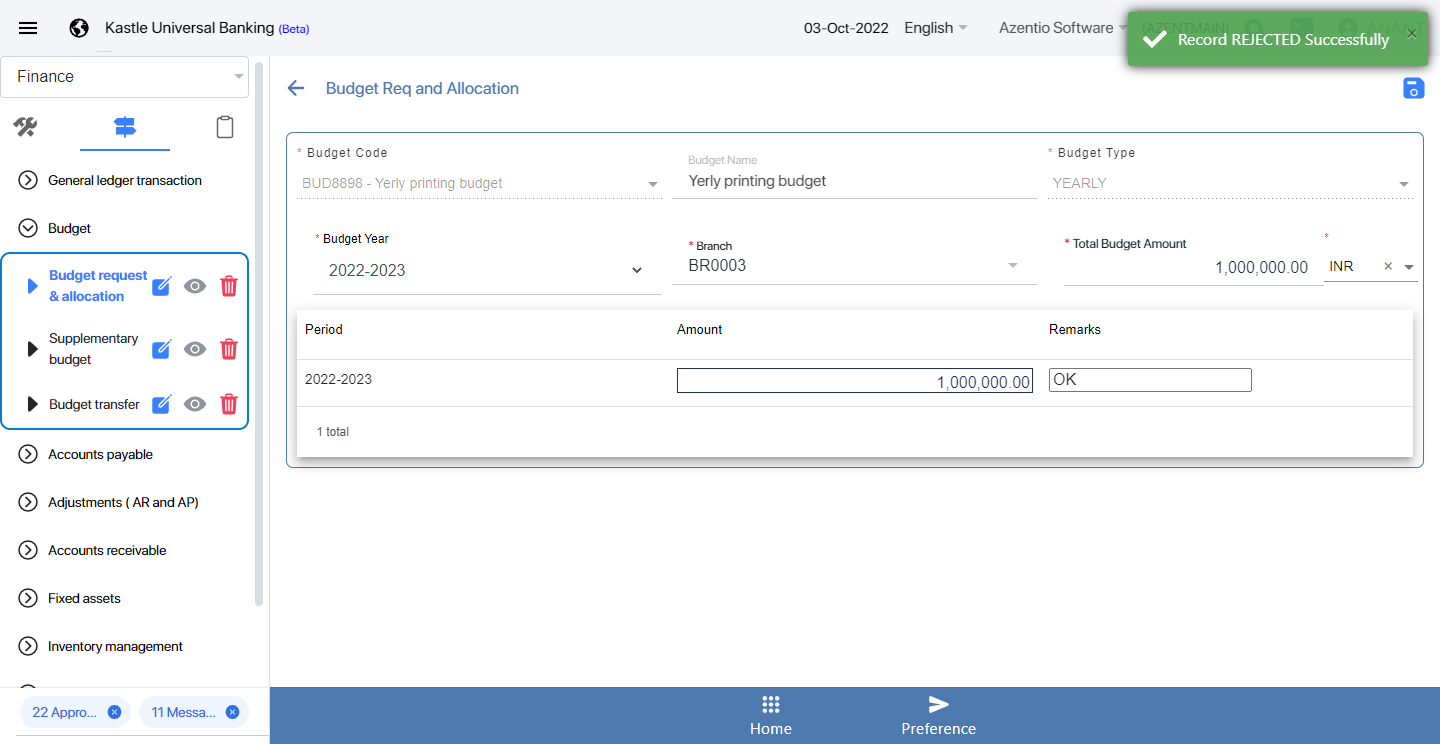 Kastle Universal Banking (Beta)
03-Oct-2022
English
Azentio Software
(AZENTMAIN)
Record REJECTED Successfully
×
Finance
General ledger transaction
Budget
Budget request
& allocation
Supplementary
budget
Budget transfer
Accounts payable
Adjustments ( AR and AP)
Accounts receivable
Fixed assets
Inventory management
22 Appro...
11 Messa...
Budget Req and Allocation
* Budget Code
BUD8898 - Yerly printing budget
Budget Name
Yerly printing budget
* Budget Type
YEARLY
* Budget Year
2022-2023
* Branch
BR0003
* Total Budget Amount
1,000,000.00
*
INR ×
Period Amount Remarks
2022-2023 1,000,000.00 OK
1 total
Home
Preference